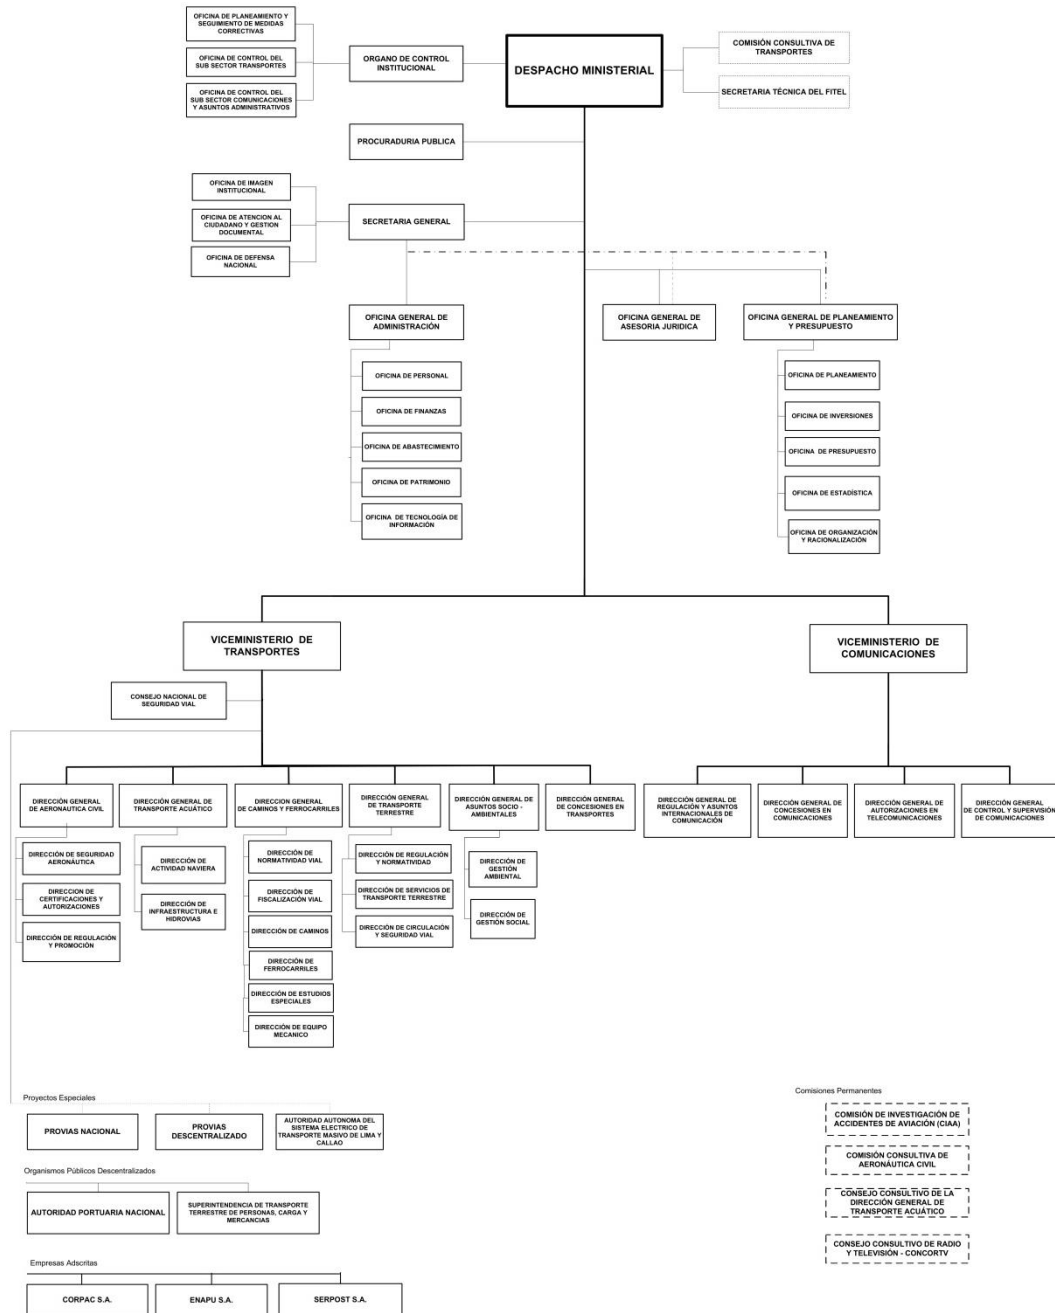 OFICINA DE PLANEAMIENTO Y
SEGUIMIENTO DE MEDIDAS
CORRECTIVAS
OFICINA DE CONTROL DEL
SUB SECTOR TRANSPORTES
OFICINA DE CONTROL DEL
SUB SECTOR COMUNICACIONES
Y ASUNTOS ADMINISTRATIVOS
ORGANO DE CONTROL
INSTITUCIONAL
DESPACHO MINISTERIAL
COMISIÓN CONSULTIVA DE
TRANSPORTES
SECRETARIA TÉCNICA DEL FITEL
PROCURADURIA PUBLICA
OFICINA DE IMAGEN
INSTITUCIONAL
OFICINA DE ATENCION AL
CIUDADANO Y GESTION
DOCUMENTAL
OFICINA DE DEFENSA
NACIONAL
SECRETARIA GENERAL
OFICINA GENERAL DE
ADMINISTRACIÓN
OFICINA GENERAL DE
ASESORIA JURIDICA
OFICINA GENERAL DE PLANEAMIENTO
Y PRESUPUESTO
OFICINA DE PERSONAL
OFICINA DE FINANZAS
OFICINA DE ABASTECIMIENTO
OFICINA DE PATRIMONIO
OFICINA DE TECNOLOGÍA DE
INFORMACIÓN
OFICINA DE PLANEAMIENTO
OFICINA DE INVERSIONES
OFICINA DE PRESUPUESTO
OFICINA DE ESTADÍSTICA
OFICINA DE ORGANIZACIÓN
Y RACIONALIZACIÓN
VICEMINISTERIO DE
TRANSPORTES
VICEMINISTERIO DE
COMUNICACIONES
CONSEJO NACIONAL DE
SEGURIDAD VIAL
DIRECCIÓN GENERAL
DE AERONAUTICA CIVIL
DIRECCIÓN GENERAL DE
TRANSPORTE ACUÁTICO
DIRECCION GENERAL
DE CAMINOS Y FERROCARRILES
DIRECCIÓN GENERAL
DE TRANSPORTE
TERRESTRE
DIRECCIÓN GENERAL DE
ASUNTOS SOCIO -
AMBIENTALES
DIRECCIÓN GENERAL
DE CONCESIONES EN
TRANSPORTES
DIRECCIÓN GENERAL DE
REGULACIÓN Y ASUNTOS
INTERNACIONALES DE
COMUNICACIÓN
DIRECCIÓN GENERAL DE
CONCESIONES EN
COMUNICACIONES
DIRECCIÓN GENERAL DE
AUTORIZACIONES EN
TELECOMUNICACIONES
DIRECCIÓN GENERAL
DE CONTROL Y SUPERVISIÓN
DE COMUNICACIONES
DIRECCIÓN DE SEGURIDAD
AERONÁUTICA
DIRECCION DE
CERTIFICACIONES Y
AUTORIZACIONES
DIRECCIÓN DE REGULACIÓN
Y PROMOCIÓN
DIRECCIÓN DE
ACTIVIDAD NAVIERA
DIRECCIÓN DE
INFRAESTRUCTURA E
HIDROVIAS
DIRECCIÓN DE
NORMATIVIDAD VIAL
DIRECCIÓN DE
FISCALIZACIÓN VIAL
DIRECCIÓN DE CAMINOS
DIRECCIÓN DE
FERROCARRILES
DIRECCIÓN DE ESTUDIOS
ESPECIALES
DIRECCIÓN DE EQUIPO
MECANICO
DIRECCIÓN DE REGULACIÓN
Y NORMATIVIDAD
DIRECCIÓN DE SERVICIOS DE
TRANSPORTE TERRESTRE
DIRECCIÓN DE CIRCULACIÓN
Y SEGURIDAD VIAL
DIRECCIÓN DE
GESTIÓN
AMBIENTAL
DIRECCIÓN DE
GESTIÓN SOCIAL
Proyectos Especiales
PROVIAS NACIONAL
PROVIAS
DESCENTRALIZADO
AUTORIDAD AUTONOMA DEL
SISTEMA ELECTRICO DE
TRANSPORTE MASIVO DE LIMA Y
CALLAO
Organismos Públicos Descentralizados
AUTORIDAD PORTUARIA NACIONAL
SUPERINTENDENCIA DE TRANSPORTE
TERRESTRE DE PERSONAS, CARGA Y
MERCANCIAS
Empresas Adscritas
CORPAC S.A.
ENAPU S.A.
SERPOST S.A.
Comisiones Permanentes
COMISIÓN DE INVESTIGACIÓN DE
ACCIDENTES DE AVIACIÓN (CIAA)
COMISIÓN CONSULTIVA DE
AERONÁUTICA CIVIL
CONSEJO CONSULTIVO DE LA
DIRECCIÓN GENERAL DE
TRANSPORTE ACUÁTICO
CONSEJO CONSULTIVO DE RADIO
Y TELEVISIÓN - CONCORTV